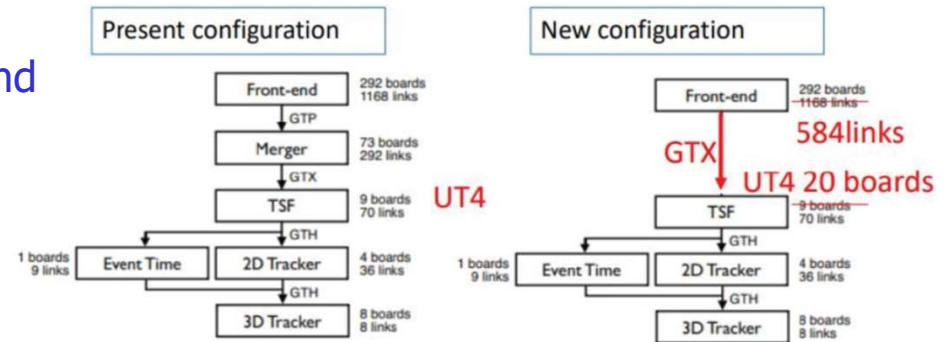 nd
Present configuration
Front-end
292 boards
1168 links
GTP
Merger
73 boards
292 links
GTX
TSF
9 boards
70 links
UT4
GTH
1 boards
9 links
Event Time
2D Tracker
4 boards
36 links
GTH
3D Tracker
8 boards
8 links
New configuration
Front-end
292 boards
1168 links
584links
GTX
UT4 20 boards
TSF
9 boards
70 links
GTH
1 boards
9 links
Event Time
2D Tracker
4 boards
36 links
GTH
3D Tracker
8 boards
8 links